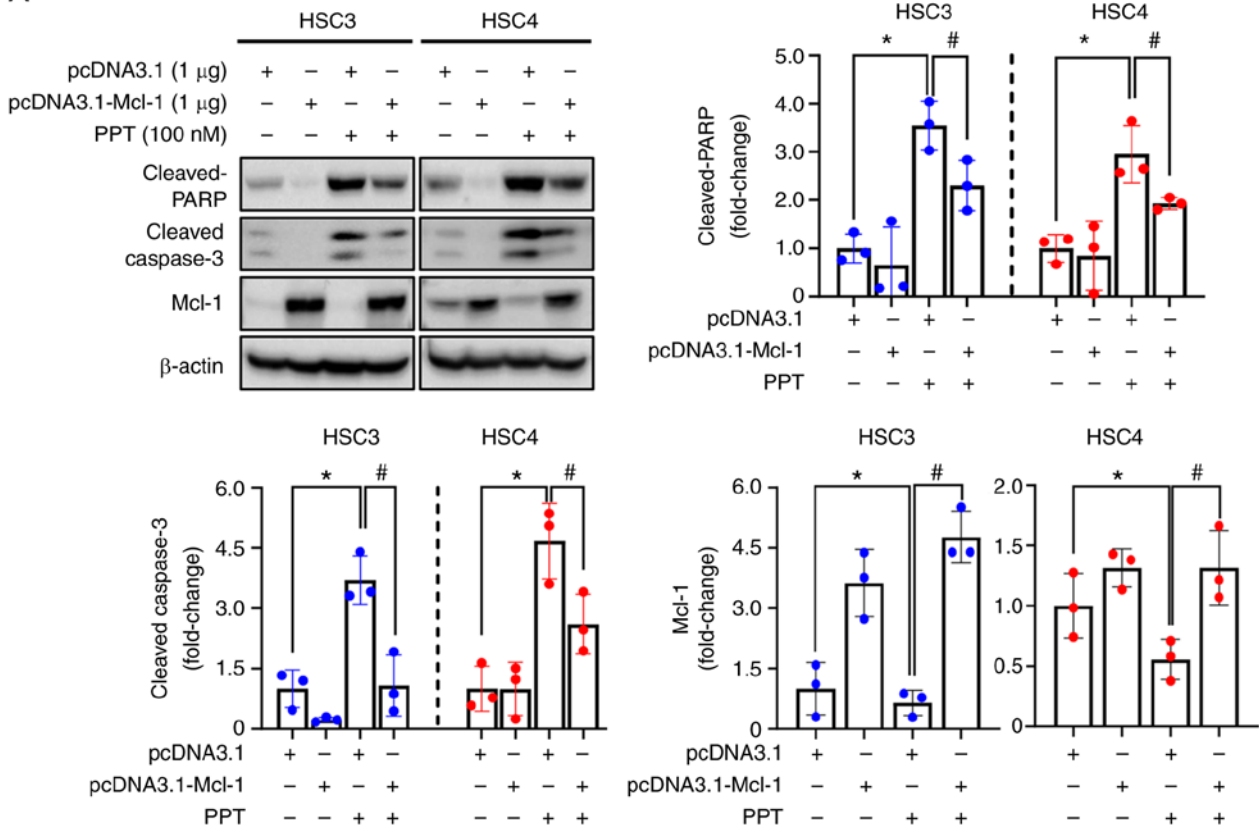 HSC3 HSC4
pcDNA3.1 (1 μg) + − + − + − + −
pcDNA3.1-Mcl-1 (1 μg) − + − + − + − +
PPT (100 nM) − − + + − − + +
Cleaved-
PARP
Cleaved
caspase-3
Mcl-1
β-actin
HSC3 HSC4
* # * #
Cleaved-PARP
(fold-change)
5.0
4.0
3.0
2.0
1.0
0
pcDNA3.1 + − + − + − + −
pcDNA3.1-Mcl-1 − + − + − + − +
PPT − − + + − − + +
HSC3 HSC4
* # * #
Cleaved caspase-3
(fold-change)
6.0
4.5
3.0
1.5
0
pcDNA3.1 + − + − + − + −
pcDNA3.1-Mcl-1 − + − + − + − +
PPT − − + + − − + +
HSC3 HSC4
* # * #
Mcl-1
(fold-change)
6.0
4.5
3.0
1.5
0
2.0
1.5
1.0
0.5
0
pcDNA3.1 + − + − + − + −
pcDNA3.1-Mcl-1 − + − + − + − +
PPT − − + + − − + +